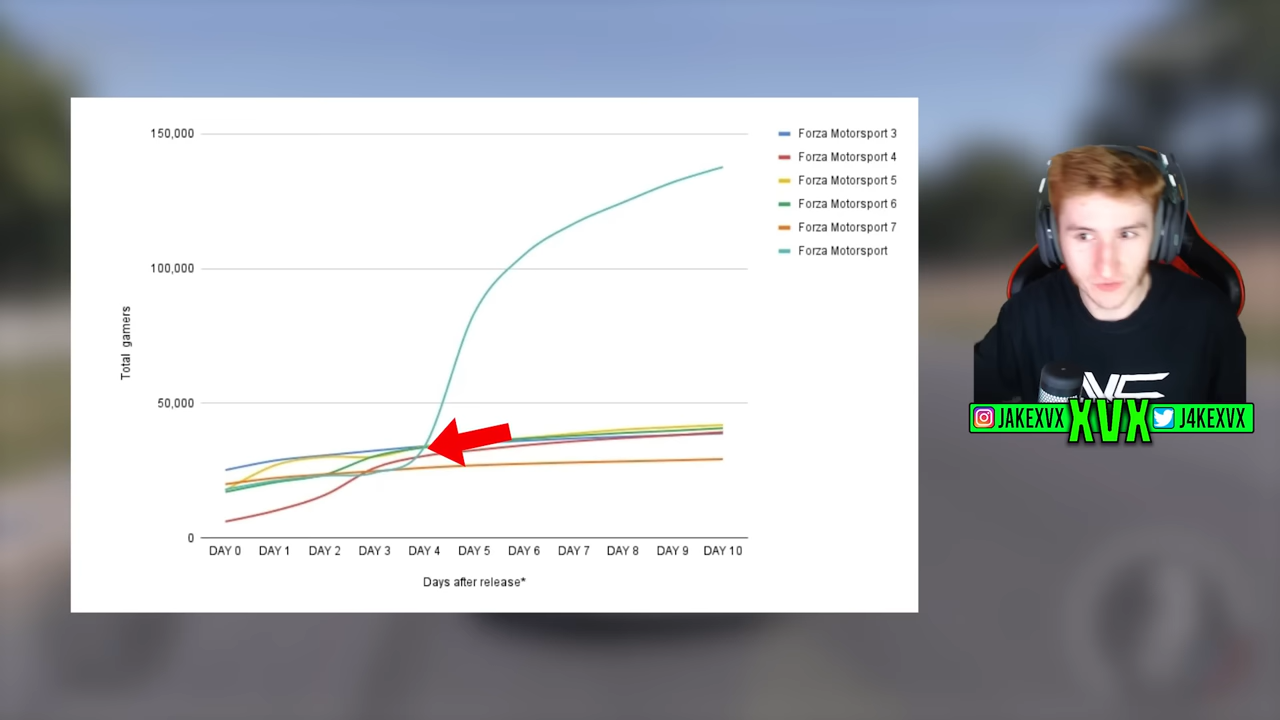 150,000
100,000
50,000
0
Total gamers
DAY 0 DAY 1 DAY 2 DAY 3 DAY 4 DAY 5 DAY 6 DAY 7 DAY 8 DAY 9 DAY 10
Days after release*
Forza Motorsport 3
Forza Motorsport 4
Forza Motorsport 5
Forza Motorsport 6
Forza Motorsport 7
Forza Motorsport
JAKEXVX XVX J4KEXVX